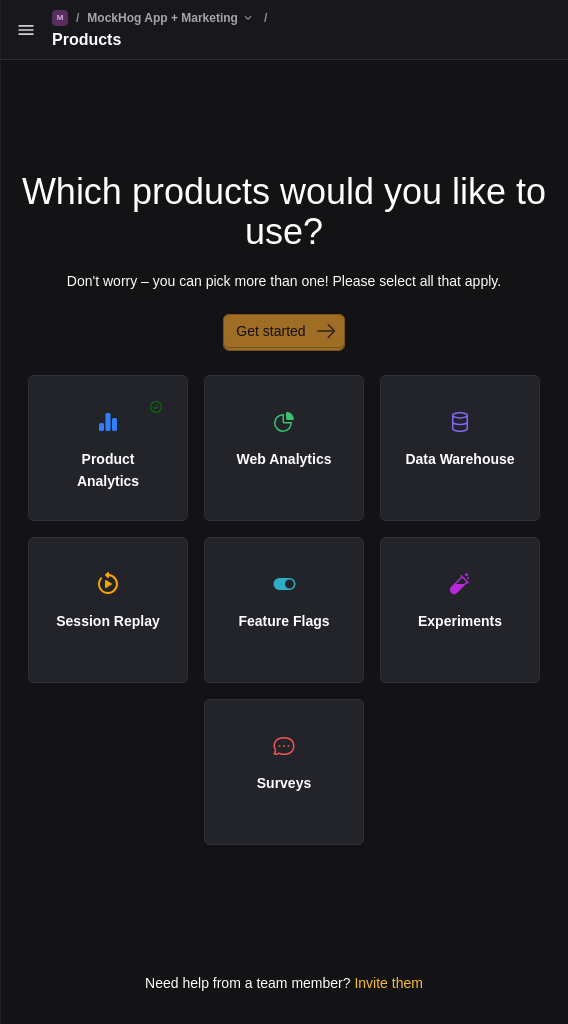 M / MockHog App + Marketing /
Products
Which products would you like to
use?
Don't worry – you can pick more than one! Please select all that apply.
Get started
Product
Analytics
Web Analytics
Data Warehouse
Session Replay
Feature Flags
Experiments
Surveys
Need help from a team member? Invite them